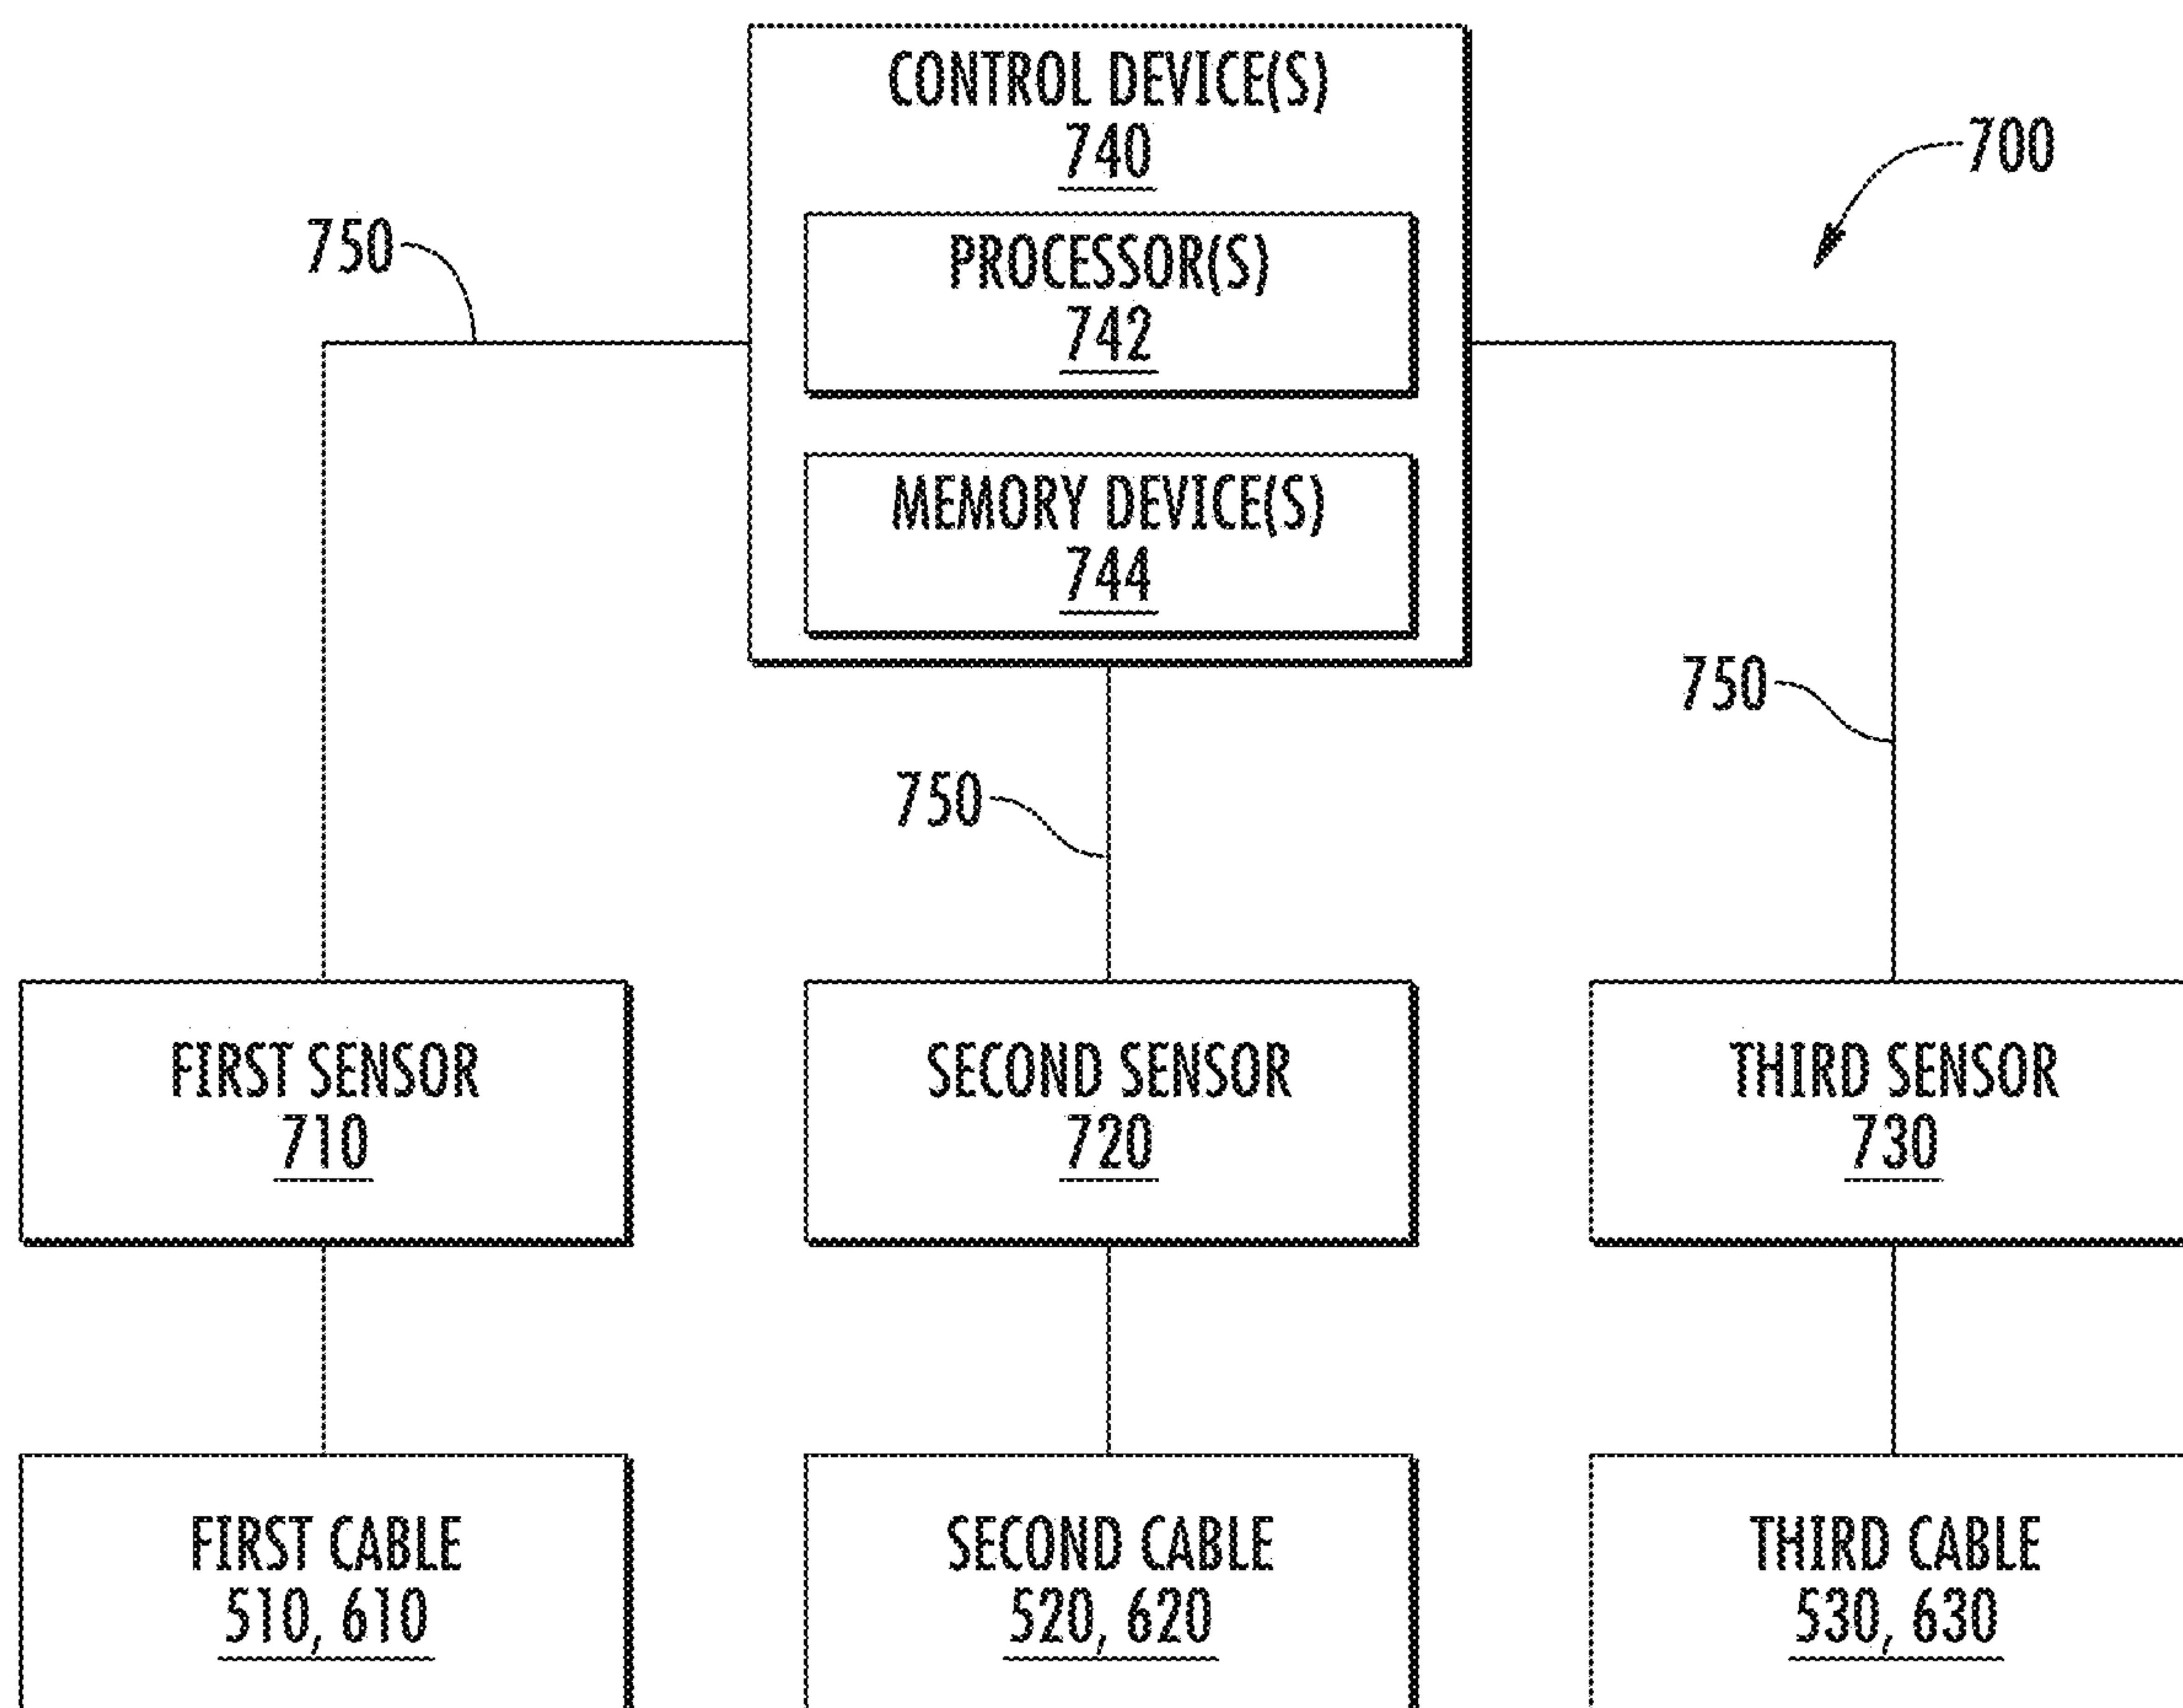 CONTROL DEVICE(S)
740
700
PROCESSOR(S)
742
750
MEMORY DEVICE(S)
744
750
750
FIRST SENSOR
710
SECOND SENSOR
720
THIRD SENSOR
730
FIRST CABLE
510, 610
SECOND CABLE
520, 620
THIRD CABLE
530, 630